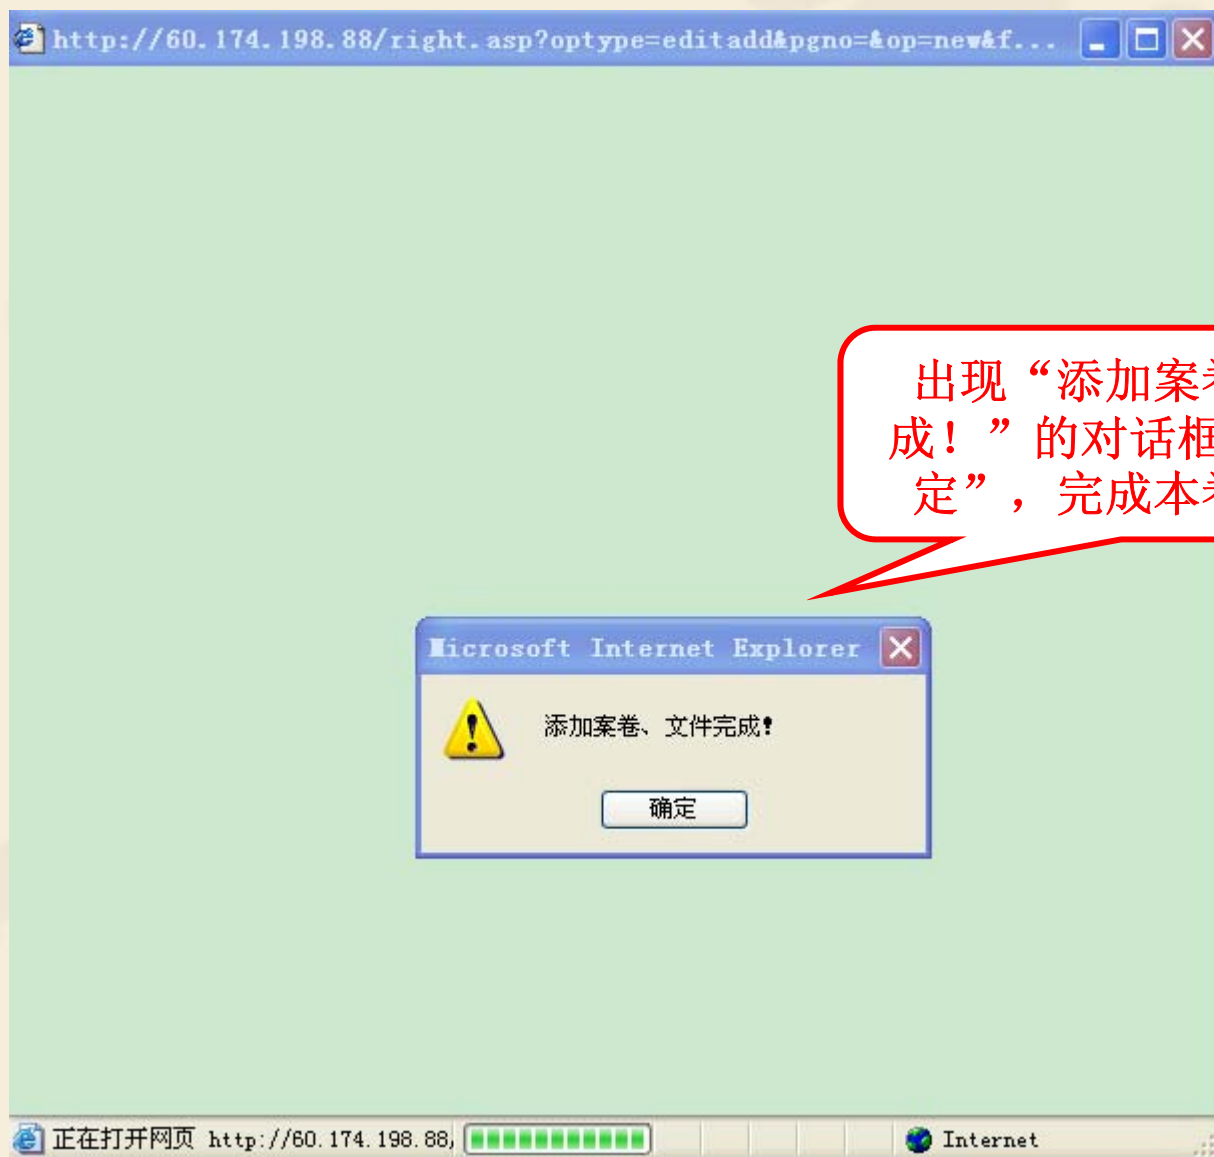 http://60.174.198.88/right.asp?optype=editadd&pgno=&op=new&f...
出现“添加案卷
成！”的对话框
定”，完成本卷
Microsoft Internet Explorer
添加案卷、文件完成!
确定
正在打开网页 http://60.174.198.88/
Internet